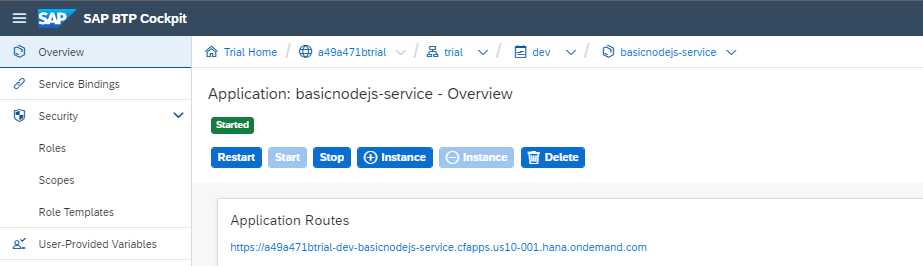 SAP SAP BTP Cockpit
Overview
Service Bindings
Security
Roles
Scopes
Role Templates
User-Provided Variables
Trial Home / a49a471btrial / trial / dev / basicnodejs-service
Application: basicnodejs-service - Overview
Started
Restart Start Stop Instance Instance Delete
Application Routes
https://a49a471btrial-dev-basicnodejs-service.cfapps.us10-001.hana.ondemand.com